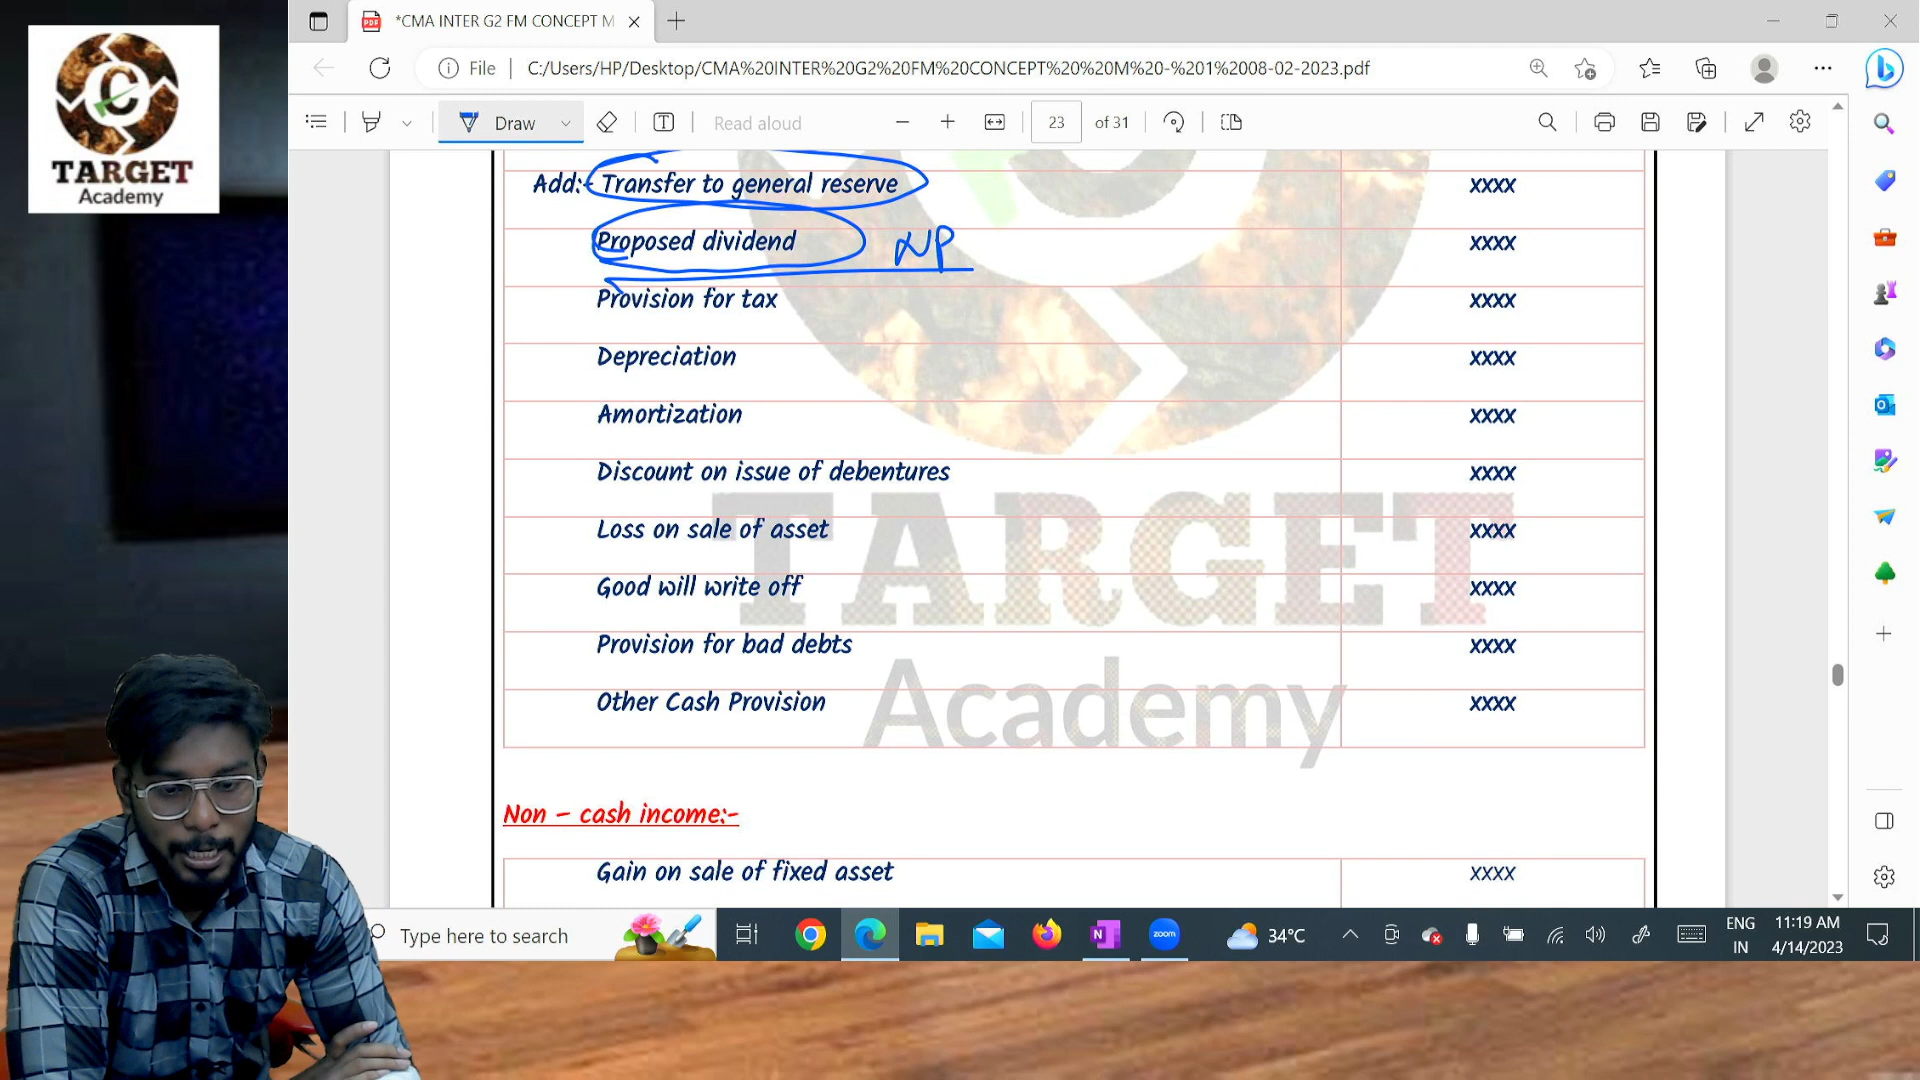 *CMA INTER G2 FM CONCEPT M
File
C:/Users/HP/Desktop/CMA%20INTER%20G2%20FM%20CONCEPT%20%20M%20-%201%2008-02-2023.pdf
Draw
Read aloud
23 of 31
C
TARGET
Academy
Add:- Transfer to general reserve xxxx
Proposed dividend NP xxxx
Provision for tax xxxx
Depreciation xxxx
Amortization xxxx
Discount on issue of debentures xxxx
Loss on sale of asset xxxx
Good will write off xxxx
Provision for bad debts xxxx
Other Cash Provision xxxx
TARGET
Academy
Non – cash income:-
Gain on sale of fixed asset xxxx
Type here to search
zoom
34°C
ENG
IN
11:19 AM
4/14/2023